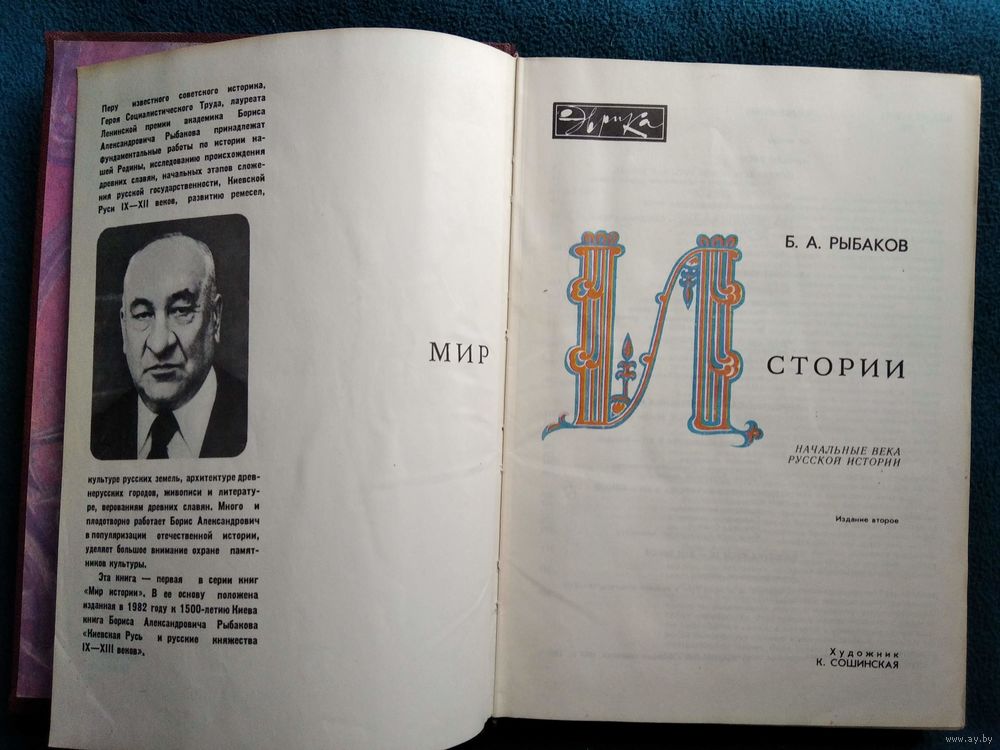 Перу известного советского историка,
Героя Социалистического Труда, лауреата
Ленинской премии академика Бориса
Александровича Рыбакова принадлежат
фундаментальные работы по истории на-
шей Родины, исследованию происхождения
древних славян, начальных этапов сложе-
ния русской государственности, Киевской
Руси IX—XII веков, развитию ремесел,
культуре русских земель, архитектуре древ-
нерусских городов, живописи и литерату-
ре, верованиям древних славян. Много и
плодотворно работает Борис Александрович
в популяризации отечественной истории,
уделяет большое внимание охране памят-
ников культуры.
Эта книга — первая в серии книг
«Мир истории». В ее основу положена
изданная в 1982 году к 1500-летию Киева
книга Бориса Александровича Рыбакова
«Киевская Русь и русские княжества
IX—XIII веков».
МИР
Эврика
Б. А. РЫБАКОВ
ИСТОРИИ
НАЧАЛЬНЫЕ ВЕКА
РУССКОЙ ИСТОРИИ
Издание второе
Художник
К. СОШИНСКАЯ
www.ay.by